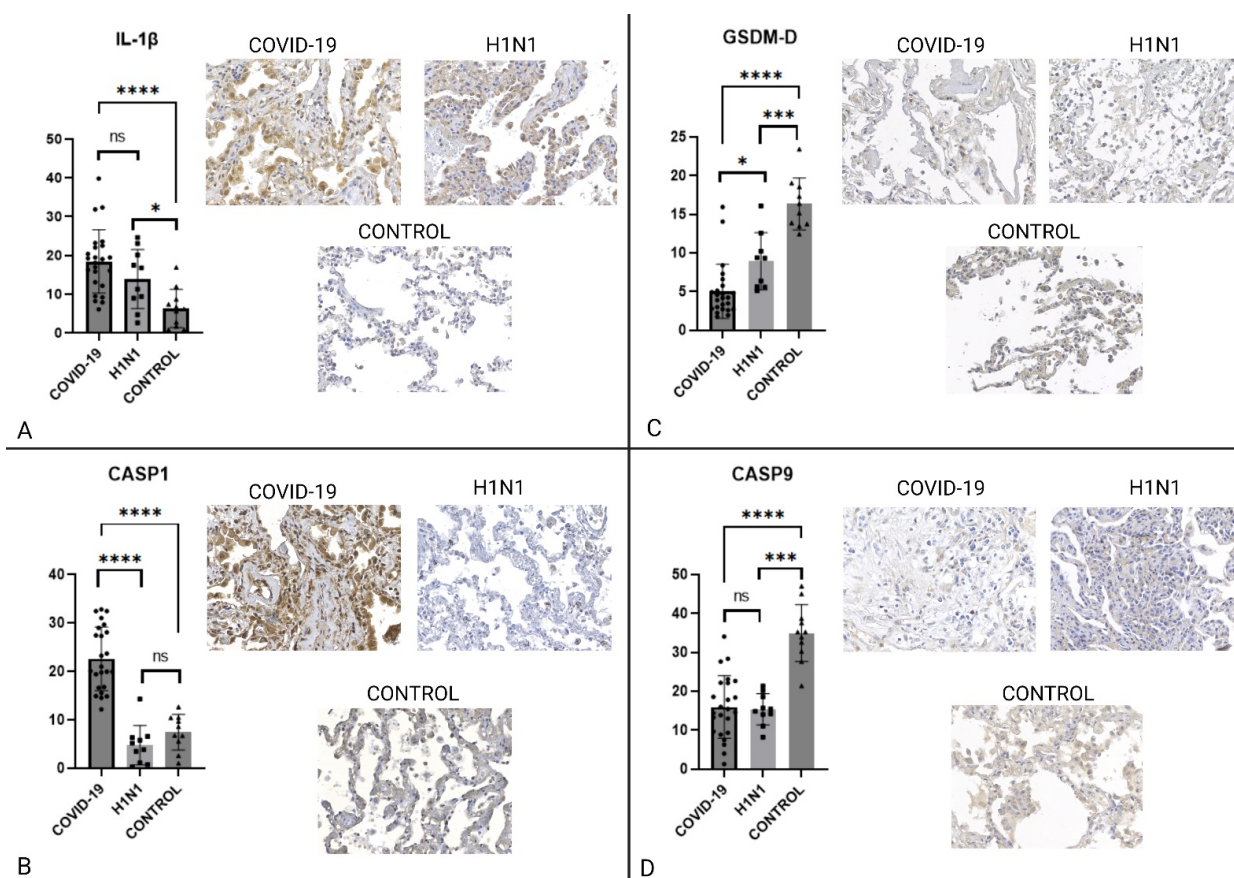 IL-1β
COVID-19
H1N1
****
ns
*
50
40
30
20
10
0
COVID-19
H1N1
CONTROL
CONTROL
A
GSDM-D
COVID-19
H1N1
****
***
*
25
20
15
10
5
0
COVID-19
H1N1
CONTROL
CONTROL
C
CASP1
COVID-19
H1N1
****
****
ns
40
30
20
10
0
COVID-19
H1N1
CONTROL
CONTROL
B
CASP9
COVID-19
H1N1
****
***
ns
50
40
30
20
10
0
COVID-19
H1N1
CONTROL
CONTROL
D